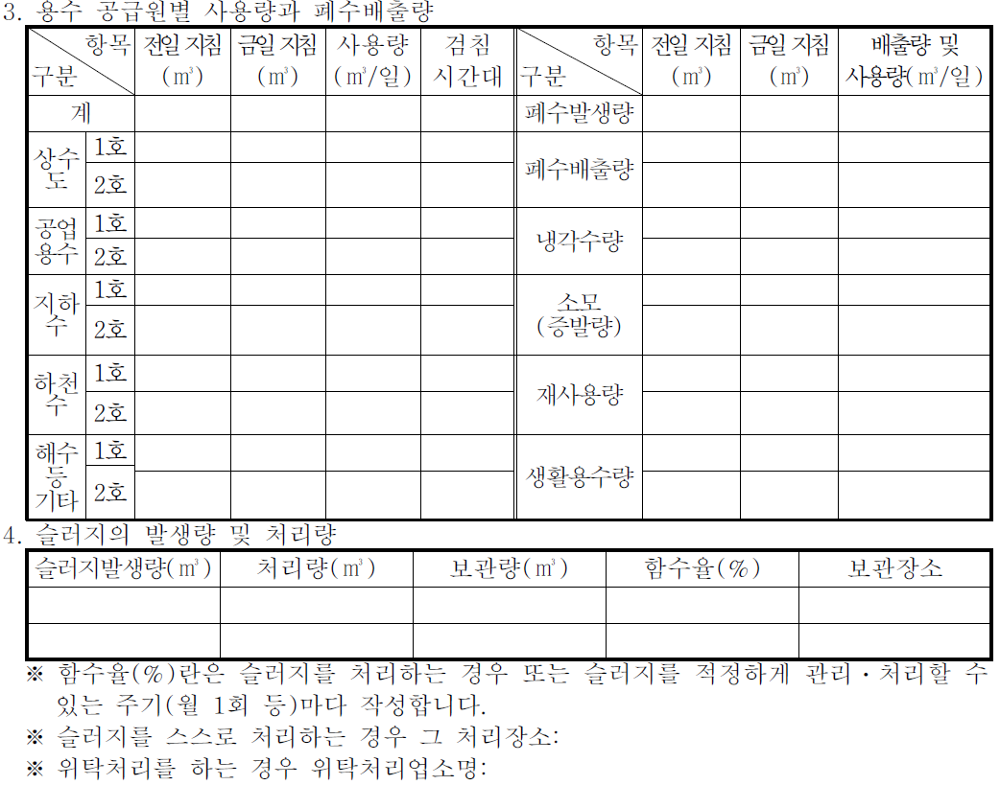 3. 용수 공급원별 사용량과 폐수배출량
항목 전일 지침 금일 지침 사용량 검침 항목 전일 지침 금일 지침 배출량 및
구분 (㎥) (㎥) (㎥/일) 시간대 구분 (㎥) (㎥) 사용량(㎥/일)
계 폐수발생량
상수도 1호 폐수배출량
2호
공업용수 1호 냉각수량
2호
지하수 1호 소모
2호 (증발량)
하천수 1호 재사용량
2호
해수 등 기타 1호 생활용수량
2호
4. 슬러지의 발생량 및 처리량
슬러지발생량(㎥) 처리량(㎥) 보관량(㎥) 함수율(%) 보관장소
※ 함수율(%)란은 슬러지를 처리하는 경우 또는 슬러지를 적정하게 관리·처리할 수
있는 주기(월 1회 등)마다 작성합니다.
※ 슬러지를 스스로 처리하는 경우 그 처리장소:
※ 위탁처리를 하는 경우 위탁처리업소명: